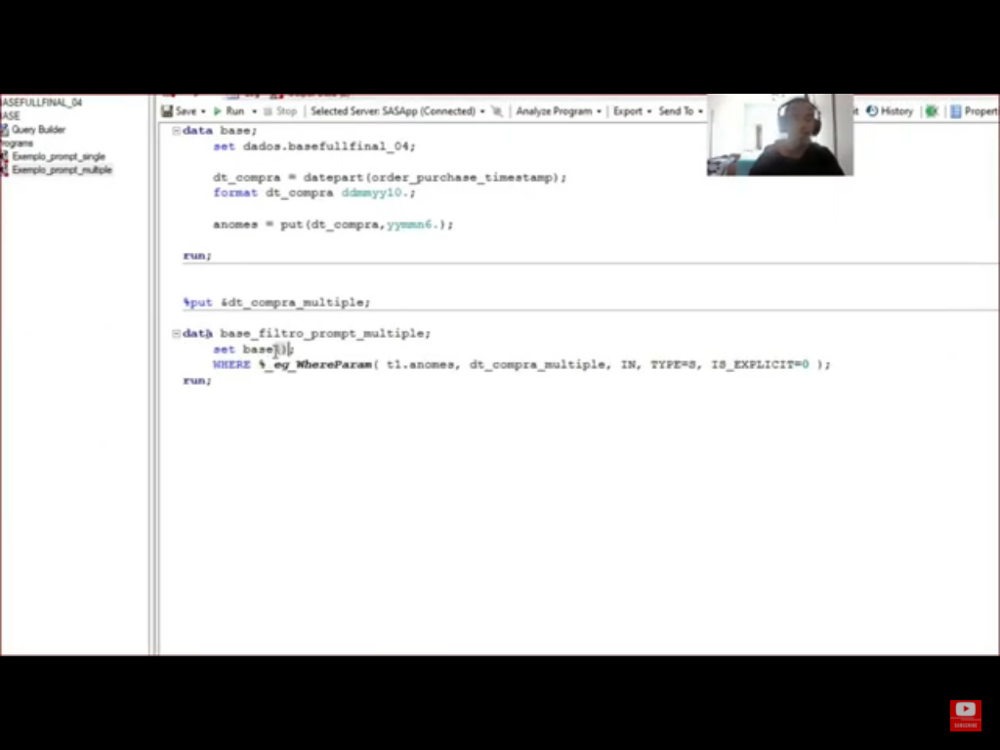 ASEFULLFINAL_04
ASE
Query Builder
rograms
Exemplo_prompt_single
Exemplo_prompt_multiple
Save Run Stop Selected Server: SASApp (Connected) Analyze Program Export Send To History Propert
data base;
set dados.basefullfinal_04;
dt_compra = datepart(order_purchase_timestamp);
format dt_compra ddmmyy10.;
anomes = put(dt_compra,yymmn6.);
run;
%put &dt_compra_multiple;
data base_filtro_prompt_multiple;
set base();
WHERE %_eg_WhereParam( t1.anomes, dt_compra_multiple, IN, TYPE=S, IS_EXPLICIT=0 );
run;
SUBSCRIBE